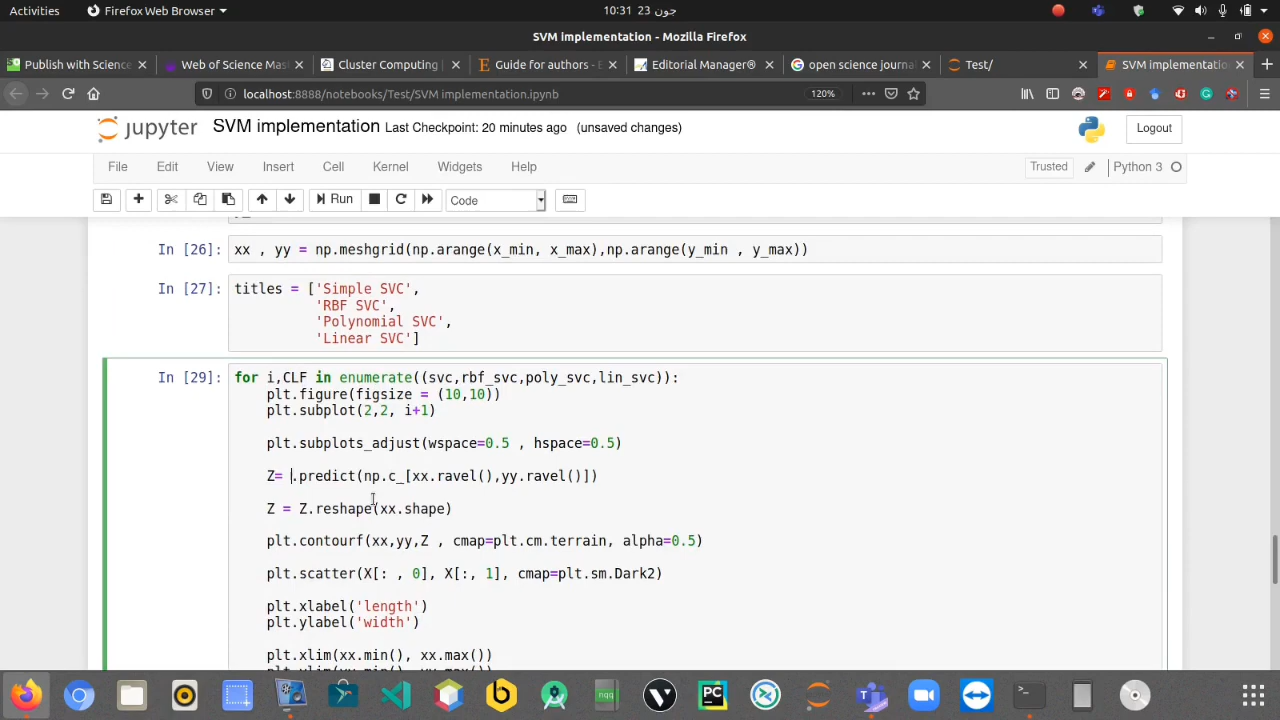 Activities Firefox Web Browser 10:31 23 جون
SVM implementation - Mozilla Firefox
Publish with Science Web of Science Mas Cluster Computing | Guide for authors - E Editorial Manager® open science journal Test/ SVM implementatio
localhost:8888/notebooks/Test/SVM implementation.ipynb 120%
jupyter SVM implementation Last Checkpoint: 20 minutes ago (unsaved changes) Logout
File Edit View Insert Cell Kernel Widgets Help Trusted Python 3
Run Code
In [26]: xx , yy = np.meshgrid(np.arange(x_min, x_max),np.arange(y_min , y_max))
In [27]: titles = ['Simple SVC',
'RBF SVC',
'Polynomial SVC',
'Linear SVC']
In [29]: for i,CLF in enumerate((svc,rbf_svc,poly_svc,lin_svc)):
plt.figure(figsize = (10,10))
plt.subplot(2,2, i+1)
plt.subplots_adjust(wspace=0.5 , hspace=0.5)
Z= .predict(np.c_[xx.ravel(),yy.ravel()])
Z = Z.reshape(xx.shape)
plt.contourf(xx,yy,Z , cmap=plt.cm.terrain, alpha=0.5)
plt.scatter(X[: , 0], X[:, 1], cmap=plt.sm.Dark2)
plt.xlabel('length')
plt.ylabel('width')
plt.xlim(xx.min(), xx.max())